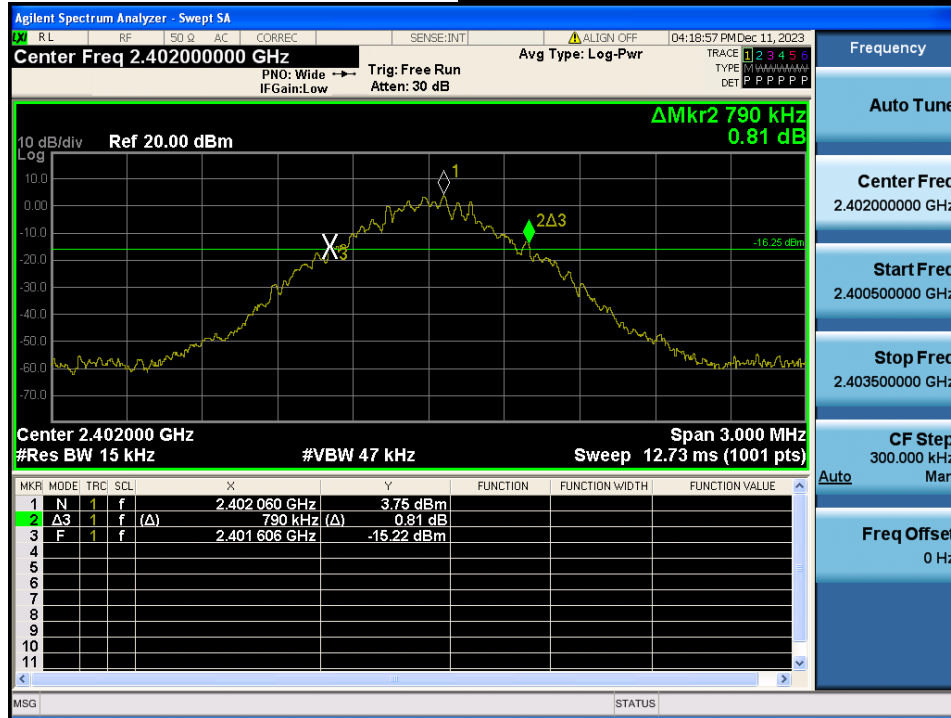 Agilent Spectrum Analyzer - Swept SA
LXI RL RF 50 Ω AC CORREC SENSE:INT ALIGN OFF 04:18:57 PM Dec 11, 2023
Center Freq 2.402000000 GHz
PNO: Wide
IFGain:Low
Trig: Free Run
Atten: 30 dB
Avg Type: Log-Pwr
TRACE 1 2 3 4 5 6
TYPE M W W W W W
DET P P P P P P
ΔMkr2 790 kHz
0.81 dB
10 dB/div Ref 20.00 dBm
Log
10.0
0.00
-10.0
-20.0
-30.0
-40.0
-50.0
-60.0
-70.0
1
2Δ3
3
-16.25 dBm
Center 2.402000 GHz Span 3.000 MHz
#Res BW 15 kHz #VBW 47 kHz Sweep 12.73 ms (1001 pts)
MKR MODE TRC SCL X Y FUNCTION FUNCTION WIDTH FUNCTION VALUE
1 N 1 f 2.402 060 GHz 3.75 dBm
2 Δ3 1 f (Δ) 790 kHz (Δ) 0.81 dB
3 F 1 f 2.401 606 GHz -15.22 dBm
4
5
6
7
8
9
10
11
MSG STATUS
Frequency
Auto Tune
Center Freq
2.402000000 GHz
Start Freq
2.400500000 GHz
Stop Freq
2.403500000 GHz
CF Step
300.000 kHz
Auto Man
Freq Offset
0 Hz